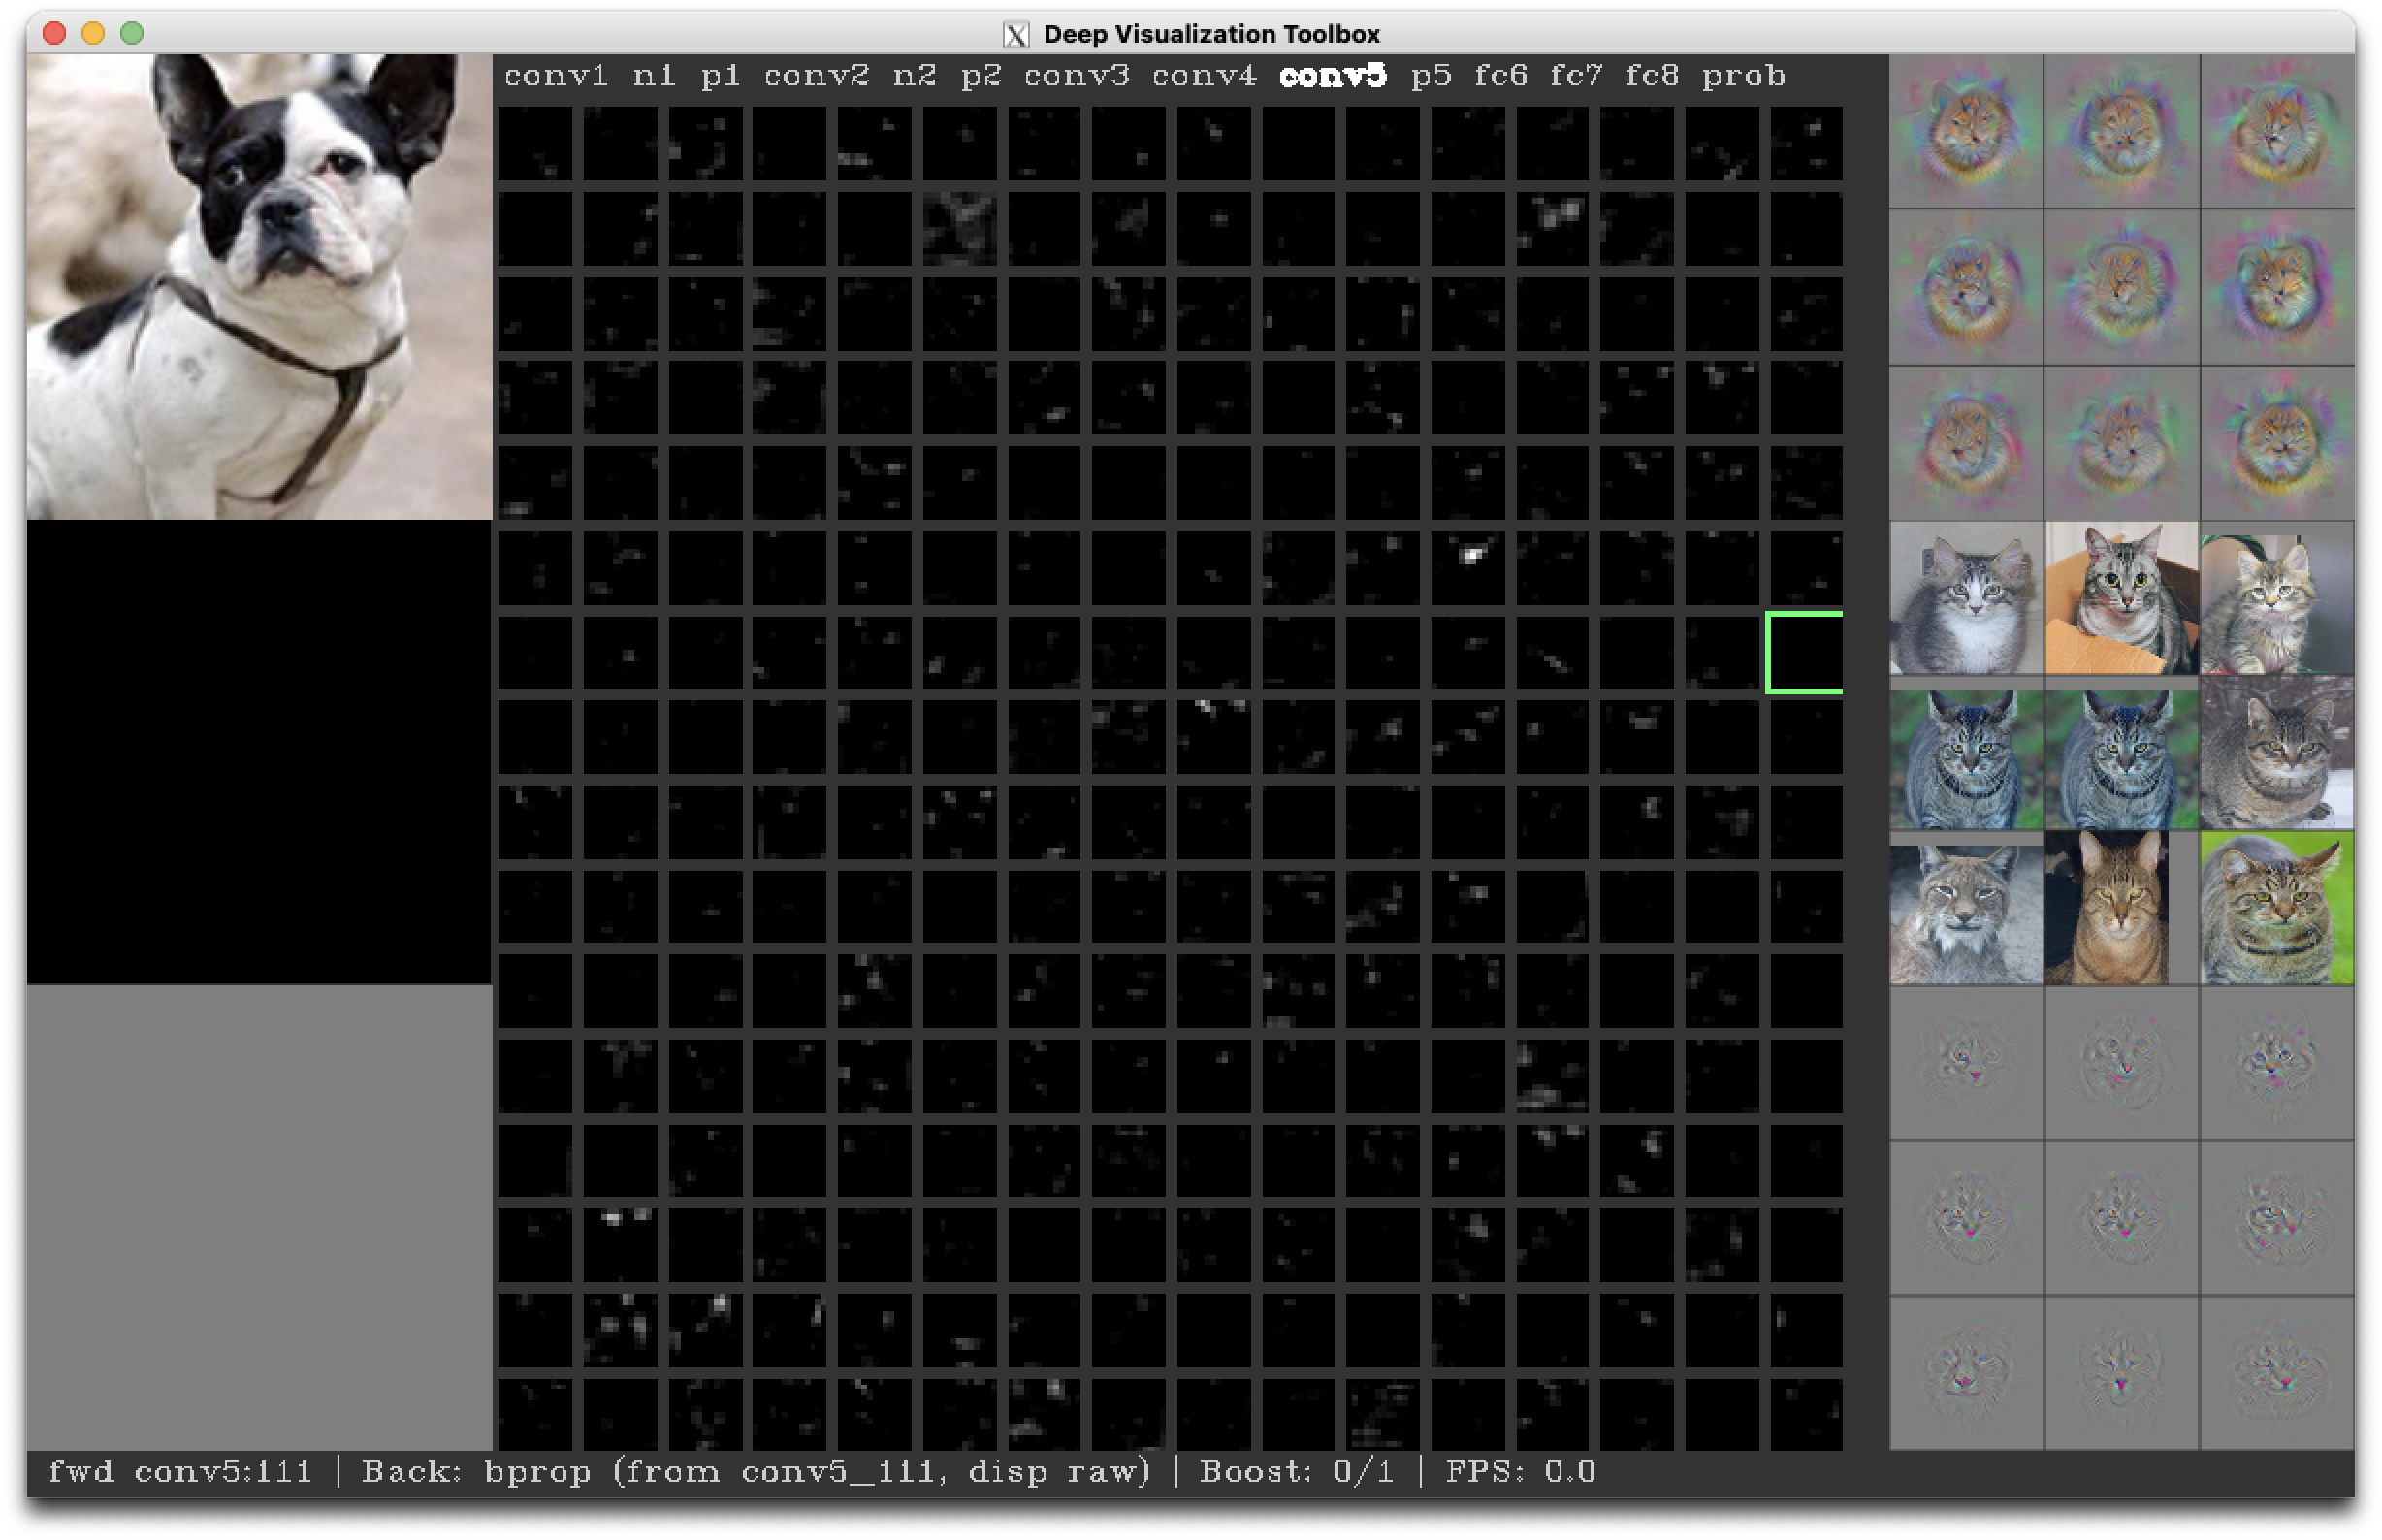 Deep Visualization Toolbox
conv1 n1 p1 conv2 n2 p2 conv3 conv4 conv5 p5 fc6 fc7 fc8 prob
fwd conv5:111 | Back: bprop (from conv5_111, disp raw) | Boost: 0/1 | FPS: 0.0